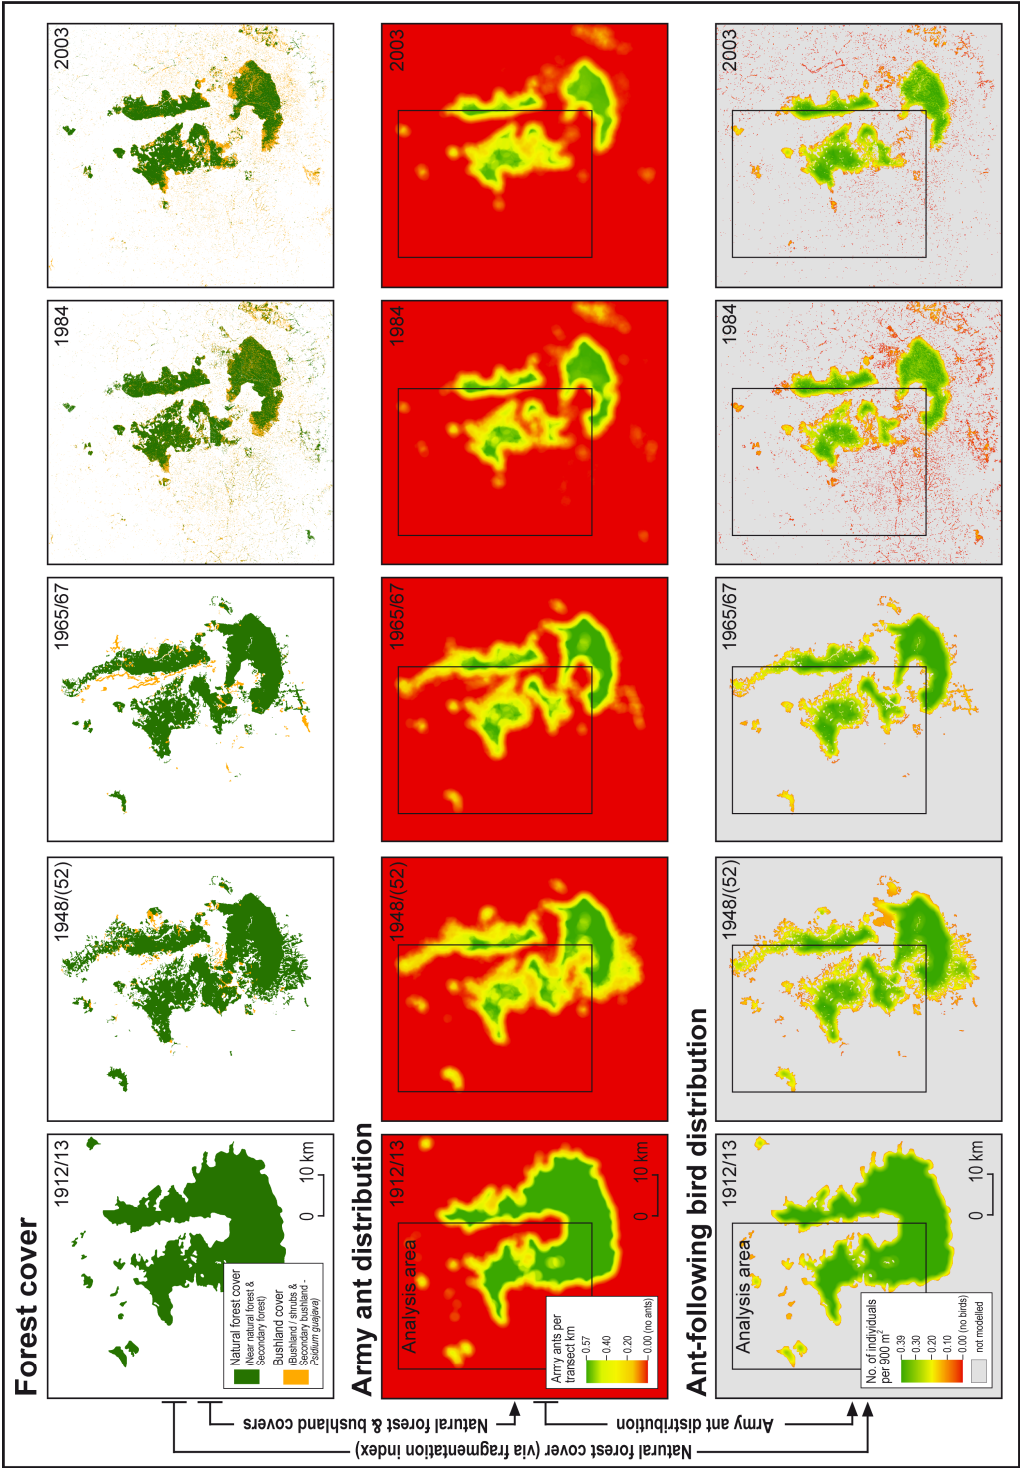 Forest cover
1912/13
1948/(52)
1965/67
1984
2003
Natural forest cover
(Near natural forest &
Secondary forest)
Bushland cover
(Bushland / shrubs &
Secondary bushland -
Psidium guajava)
0 10 km
Army ant distribution
1912/13
1948/(52)
1965/67
1984
2003
Analysis area
Army ants per
transect km
0.57
0.40
0.20
0.00 (no ants)
0 10 km
Ant-following bird distribution
1912/13
1948/(52)
1965/67
1984
2003
Analysis area
No. of individuals
per 900 m²
0.39
0.30
0.20
0.10
0.00 (no birds)
not modelled
0 10 km
Natural forest & bushland covers
Army ant distribution
Natural forest cover (via fragmentation index)